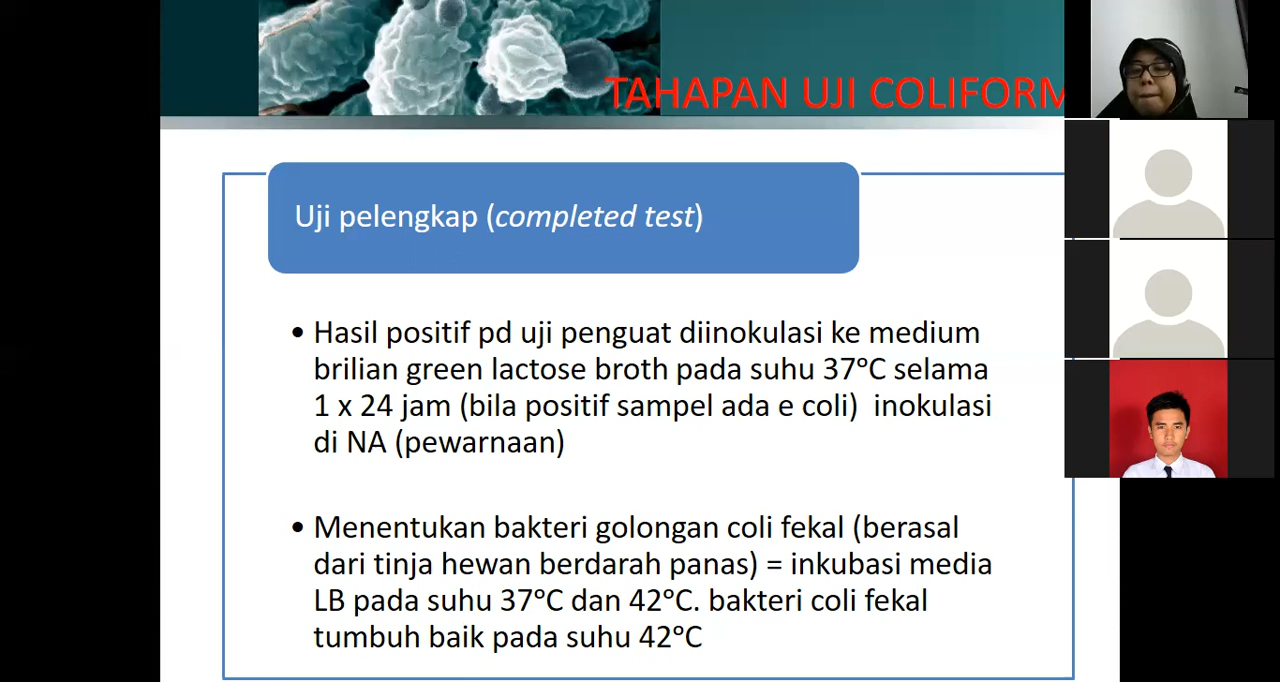 TAHAPAN UJI COLIFORM
Uji pelengkap (completed test)
• Hasil positif pd uji penguat diinokulasi ke medium
brilian green lactose broth pada suhu 37°C selama
1 x 24 jam (bila positif sampel ada e coli)  inokulasi
di NA (pewarnaan)
• Menentukan bakteri golongan coli fekal (berasal
dari tinja hewan berdarah panas) = inkubasi media
LB pada suhu 37°C dan 42°C. bakteri coli fekal
tumbuh baik pada suhu 42°C